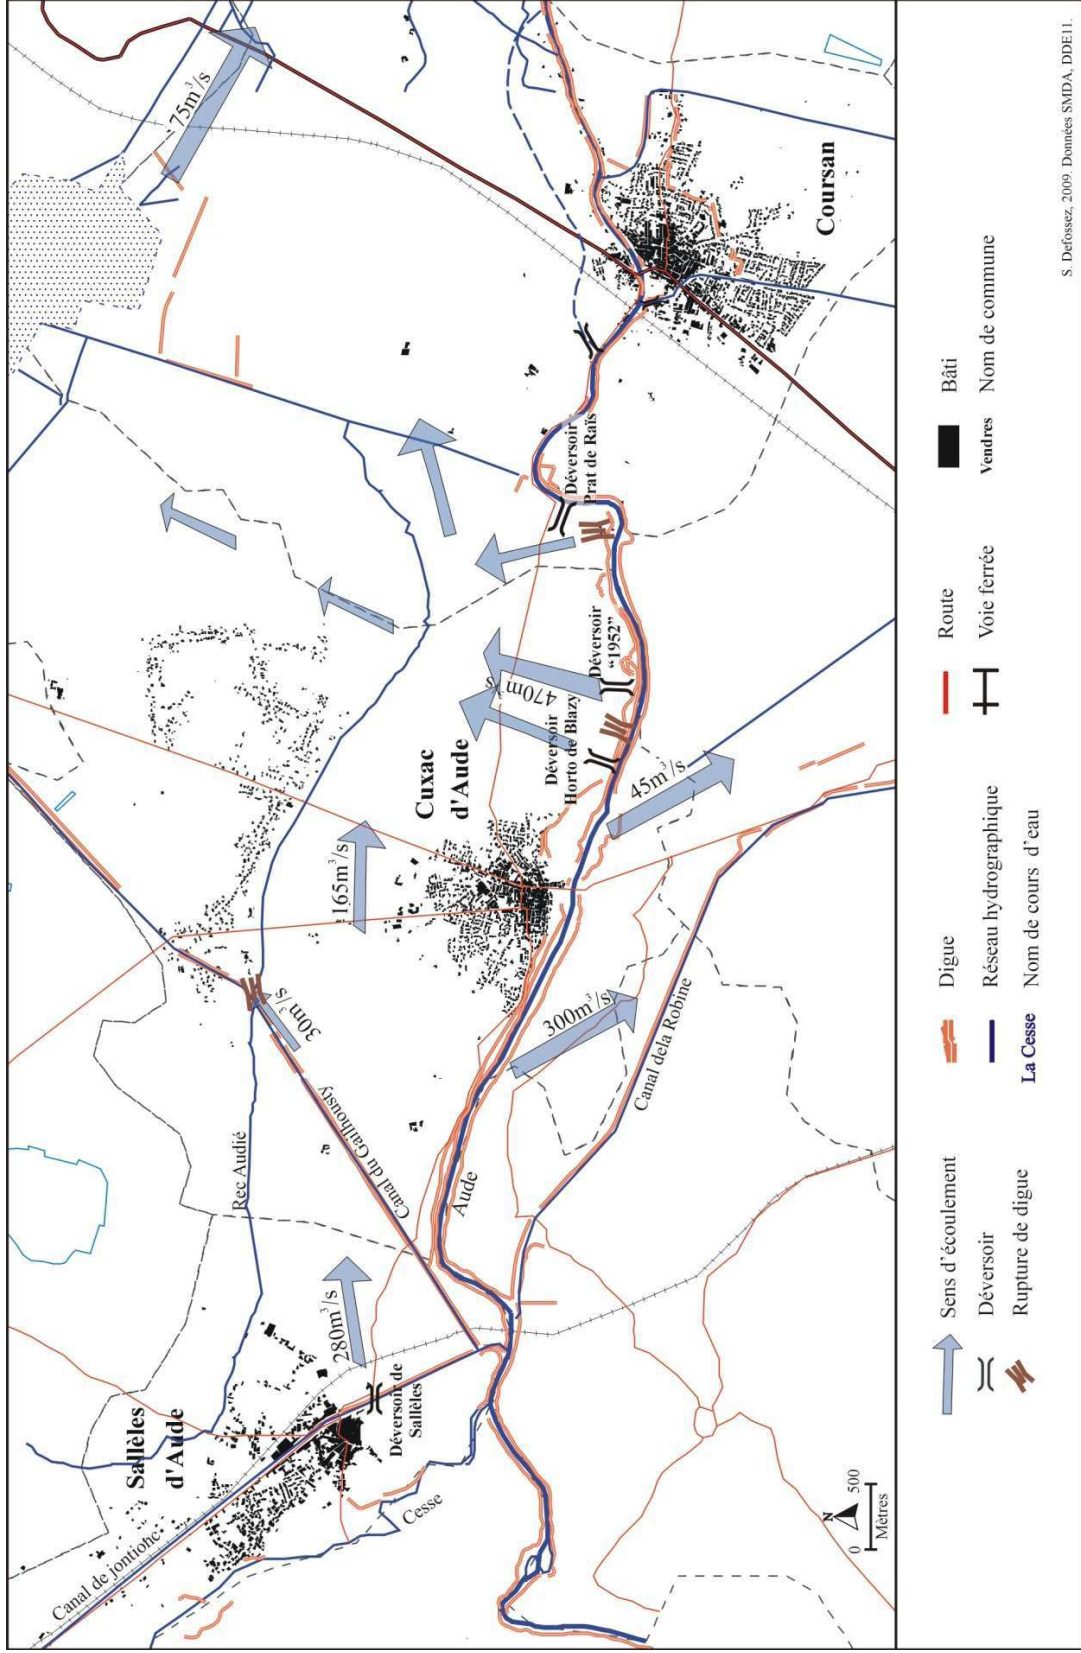 Sallèles
d'Aude
Canal de jontionc
Déversoir de
Sallèles
Cesse
280m³/s
Rec Audié
Canal du Gailhousty
30m³/s
Aude
300m³/s
Canal dela Robine
165m³/s
Cuxac
d'Aude
Déversoir
Horto de Blazy
45m³/s
470m³/s
Déversoir
“1952”
Déversoir
Prat de Raïs
75m³/s
Coursan
N
0 500
Mètres
Sens d'écoulement
Déversoir
Rupture de digue
Digue
Réseau hydrographique
La Cesse Nom de cours d'eau
Route
Voie ferrée
Bâti
Vendres Nom de commune
S. Defossez, 2009. Données SMDA, DDE11.